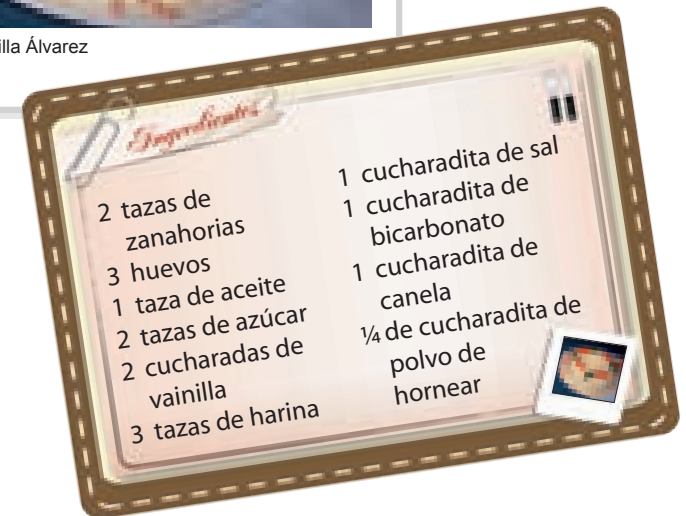 illa Álvarez
Ingredientes
2 tazas de
zanahorias
3 huevos
1 taza de aceite
2 tazas de azúcar
2 cucharadas de
vainilla
3 tazas de harina
1 cucharadita de sal
1 cucharadita de
bicarbonato
1 cucharadita de
canela
¼ de cucharadita de
polvo de
hornear